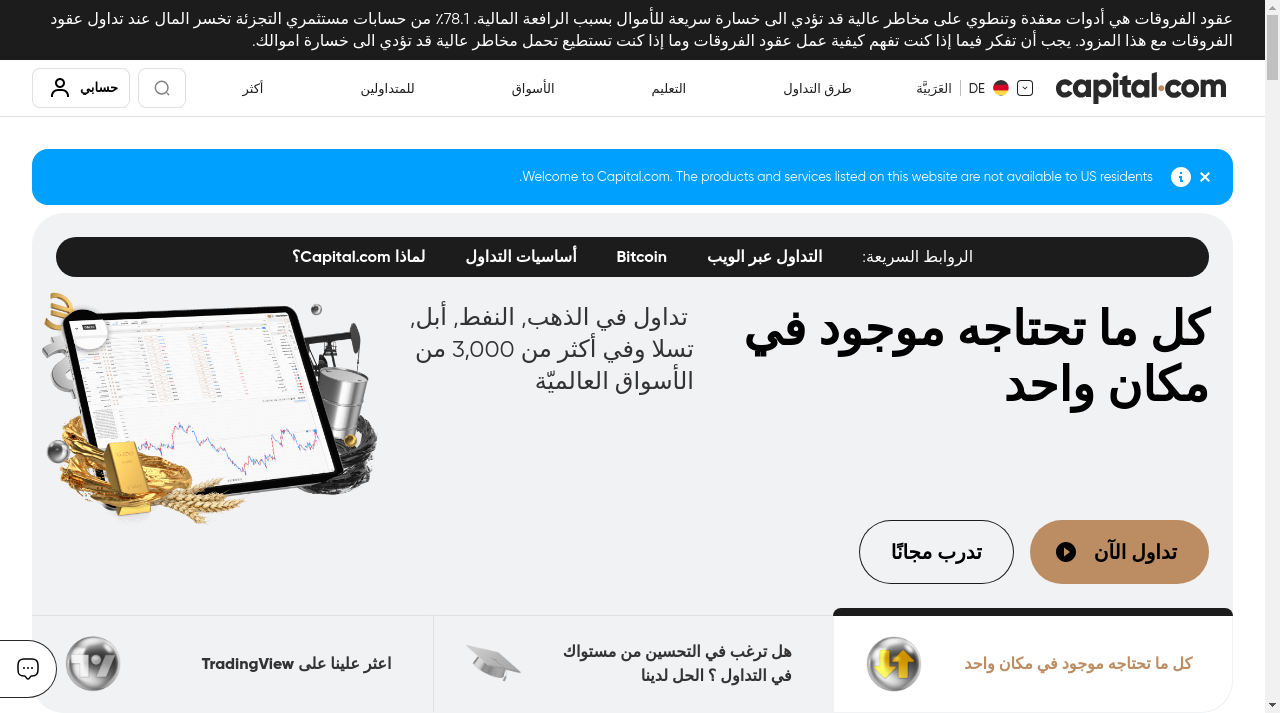 عقود الفروقات هي أدوات معقدة وتنطوي على مخاطر عالية قد تؤدي الى خسارة سريعة للأموال بسبب الرافعة المالية. 78.1٪ من حسابات مستثمري التجزئة تخسر المال عند تداول عقود
الفروقات مع هذا المزود. يجب أن تفكر فيما إذا كنت تفهم كيفية عمل عقود الفروقات وما إذا كنت تستطيع تحمل مخاطر عالية قد تؤدي الى خسارة اموالك.
capital.com
DE
العَرَبيَّة
طرق التداول
التعليم
الأسواق
للمتداولين
أكثر
حسابي
Welcome to Capital.com. The products and services listed on this website are not available to US residents.
الروابط السريعة:
التداول عبر الويب
Bitcoin
أساسيات التداول
لماذا Capital.com؟
كل ما تحتاجه موجود في
مكان واحد
تداول في الذهب, النفط, أبل,
تسلا وفي أكثر من 3,000 من
الأسواق العالميّة
تداول الآن
تدرب مجانًا
كل ما تحتاجه موجود في مكان واحد
هل ترغب في التحسين من مستواك
في التداول ؟ الحل لدينا
اعثر علينا على TradingView